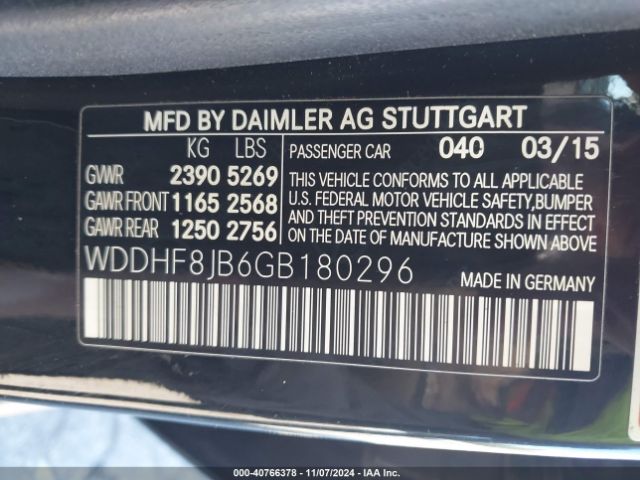 MFD BY DAIMLER AG STUTTGART
KG LBS
GWR 2390 5269
GAWR FRONT 1165 2568
GAWR REAR 1250 2756
PASSENGER CAR 040 03/15
THIS VEHICLE CONFORMS TO ALL APPLICABLE
U.S. FEDERAL MOTOR VEHICLE SAFETY,BUMPER
AND THEFT PREVENTION STANDARDS IN EFFECT
ON THE DATE OF MANUFACTURE SHOWN ABOVE.
WDDHF8JB6GB180296
MADE IN GERMANY
000-40766378 - 11/07/2024 - IAA COPY